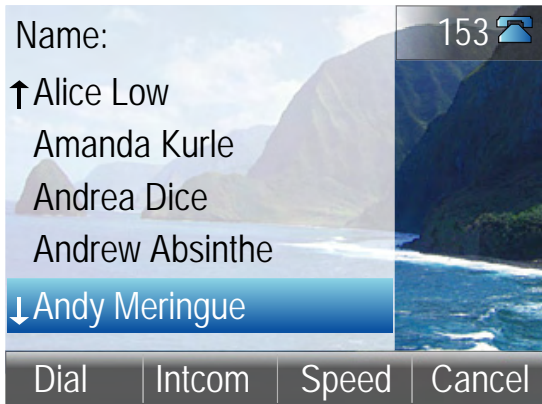 Name:
153
Alice Low
Amanda Kurle
Andrea Dice
Andrew Absinthe
Andy Meringue
Dial Intcom Speed Cancel